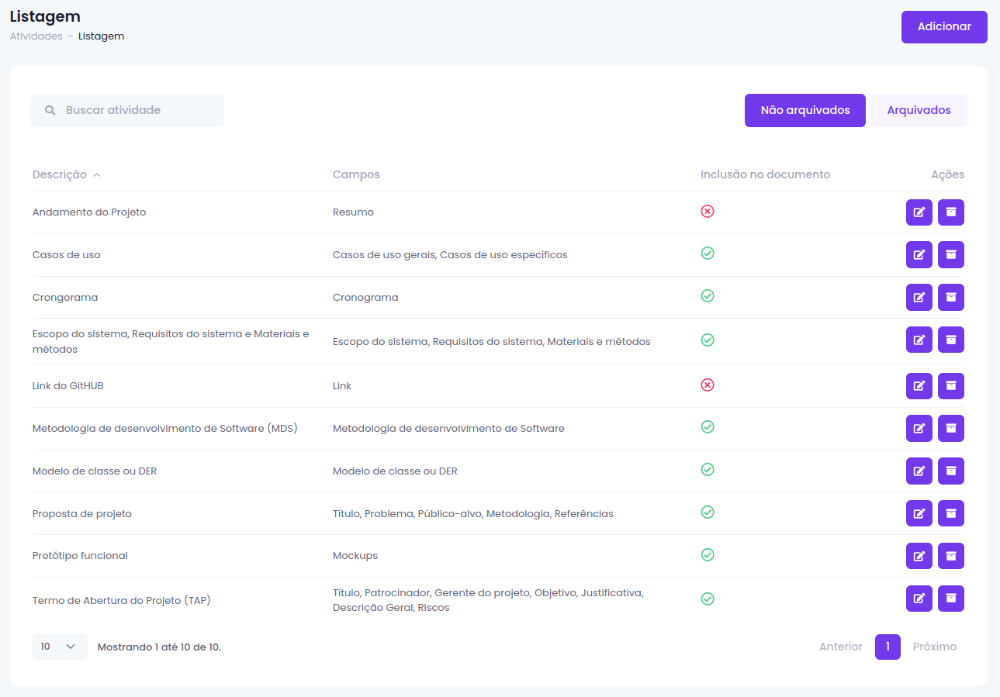 Listagem
Atividades - Listagem
Adicionar
Buscar atividade
Não arquivados
Arquivados
Descrição Campos Inclusão no documento Ações
Andamento do Projeto Resumo
Casos de uso Casos de uso gerais, Casos de uso específicos
Crongorama Cronograma
Escopo do sistema, Requisitos do sistema e Materiais e
métodos
Escopo do sistema, Requisitos do sistema, Materiais e métodos
Link do GitHUB Link
Metodologia de desenvolvimento de Software (MDS) Metodologia de desenvolvimento de Software
Modelo de classe ou DER Modelo de classe ou DER
Proposta de projeto Título, Problema, Público-alvo, Metodologia, Referências
Protótipo funcional Mockups
Termo de Abertura do Projeto (TAP)
Título, Patrocinador, Gerente do projeto, Objetivo, Justificativa,
Descrição Geral, Riscos
10 Mostrando 1 até 10 de 10. Anterior 1 Próximo